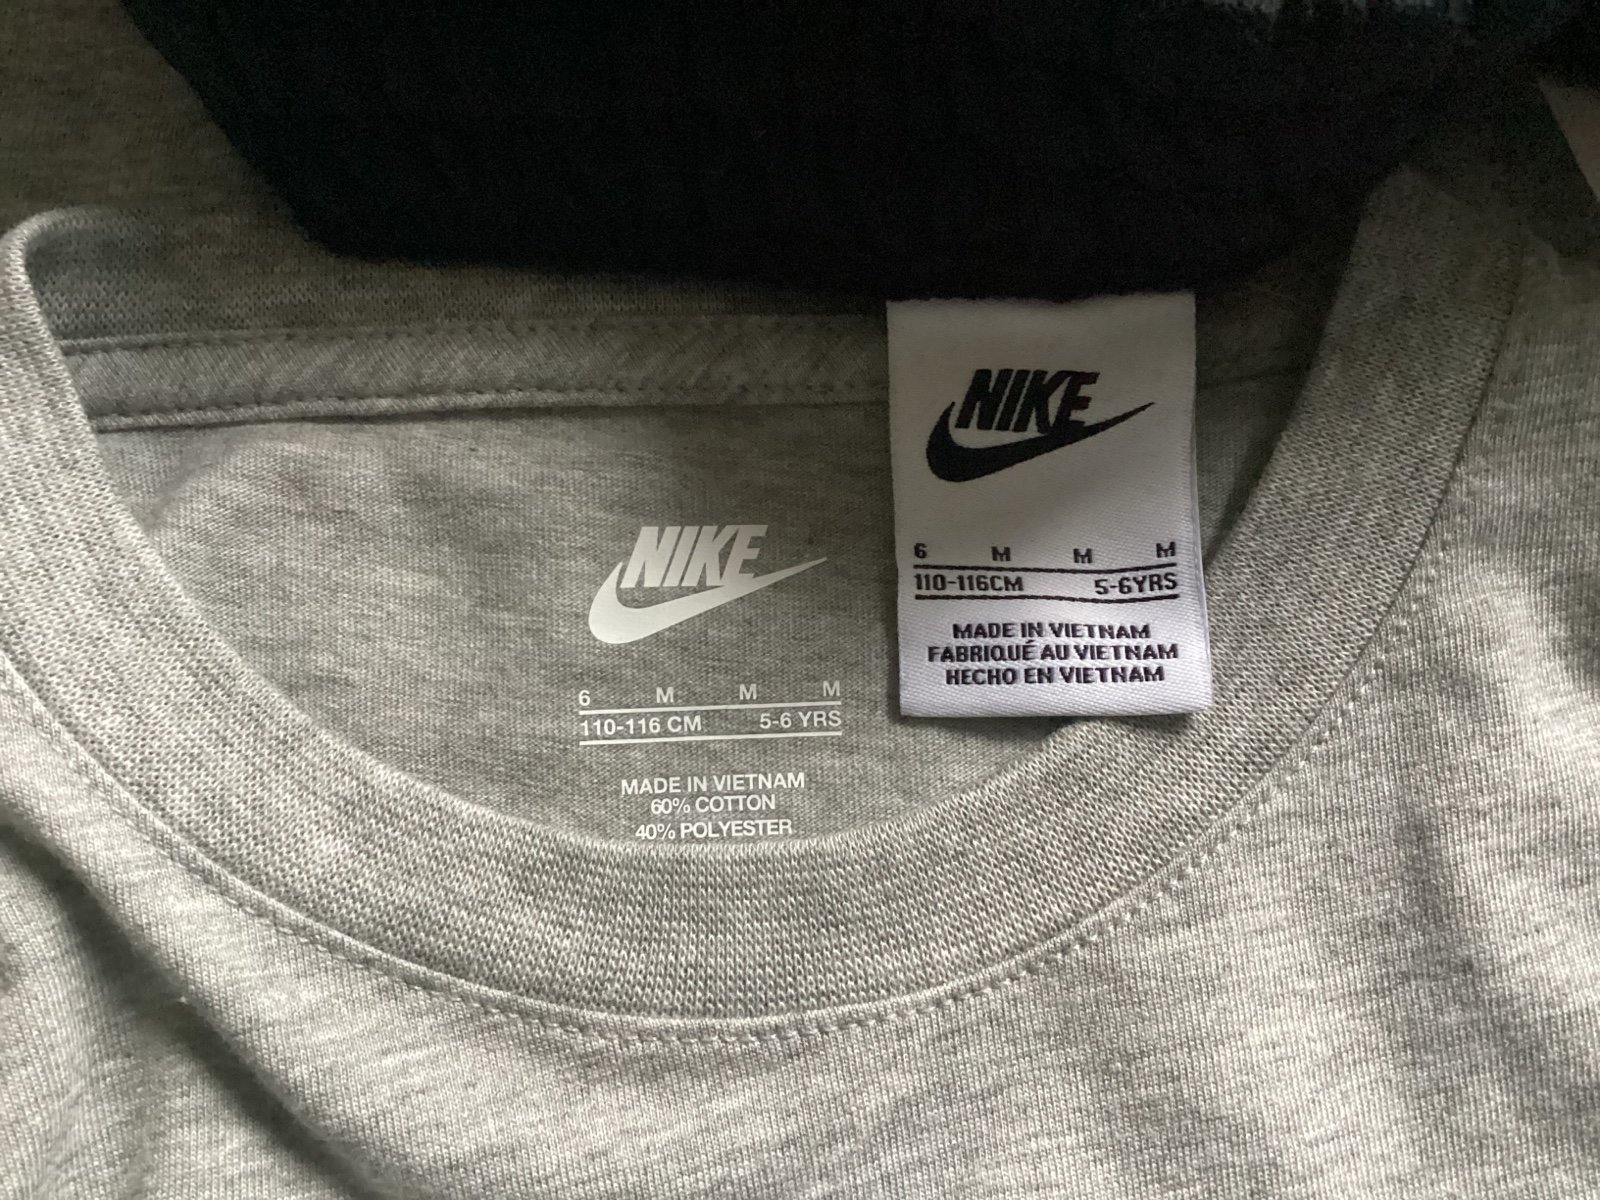 NIKE
6 M M M
110-116 CM 5-6 YRS
MADE IN VIETNAM
60% COTTON
40% POLYESTER
NIKE
6 M M M
110-116CM 5-6YRS
MADE IN VIETNAM
FABRIQUÉ AU VIETNAM
HECHO EN VIETNAM